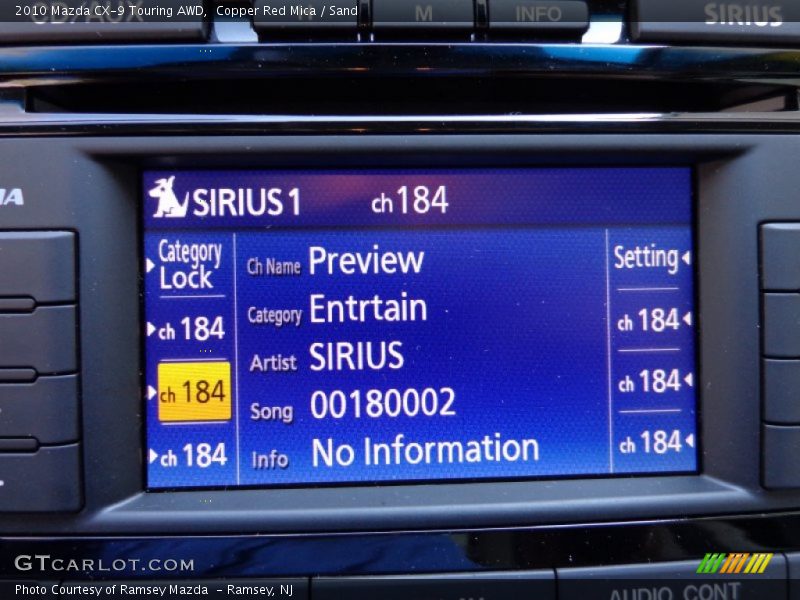 2010 Mazda CX-9 Touring AWD,  Copper Red Mica / Sand
CD/AUX M INFO SIRIUS
SIRIUS 1 ch 184
Category Lock
Ch Name Preview
Setting
ch 184
Category Entrtain
ch 184
ch 184
Artist SIRIUS
ch 184
Song 00180002
ch 184
Info No Information
ch 184
GTCARLOT.COM
Photo Courtesy of Ramsey Mazda - Ramsey, NJ
AUDIO CONT